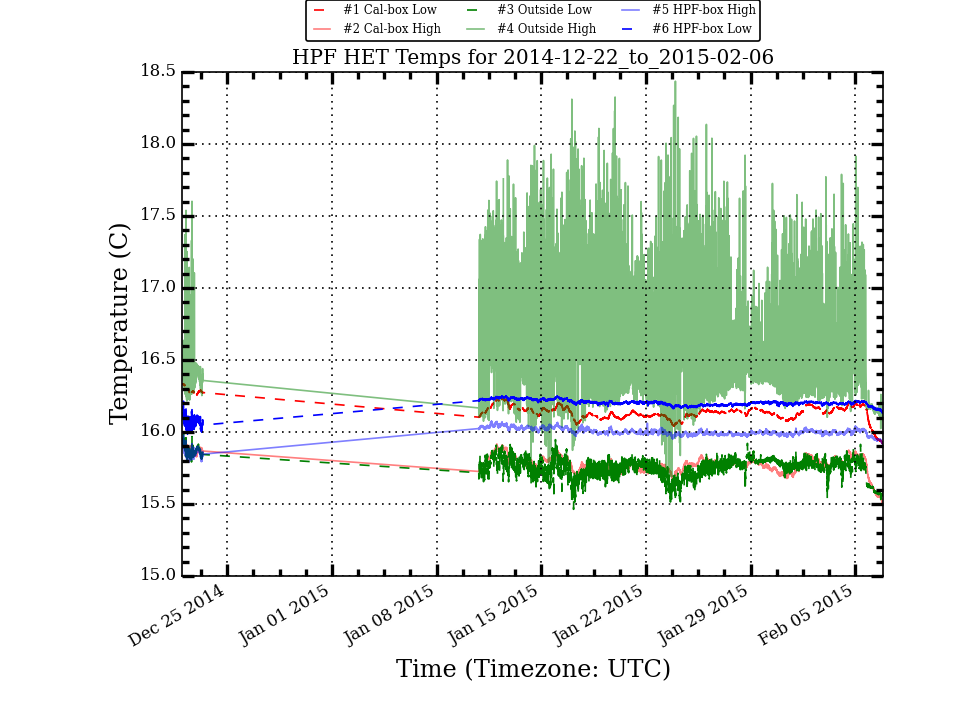 #1 Cal-box Low #3 Outside Low #5 HPF-box High
#2 Cal-box High #4 Outside High #6 HPF-box Low
HPF HET Temps for 2014-12-22_to_2015-02-06
18.5
18.0
17.5
17.0
16.5
16.0
15.5
15.0
Temperature (C)
Dec 25 2014 Jan 01 2015 Jan 08 2015 Jan 15 2015 Jan 22 2015 Jan 29 2015 Feb 05 2015
Time (Timezone: UTC)